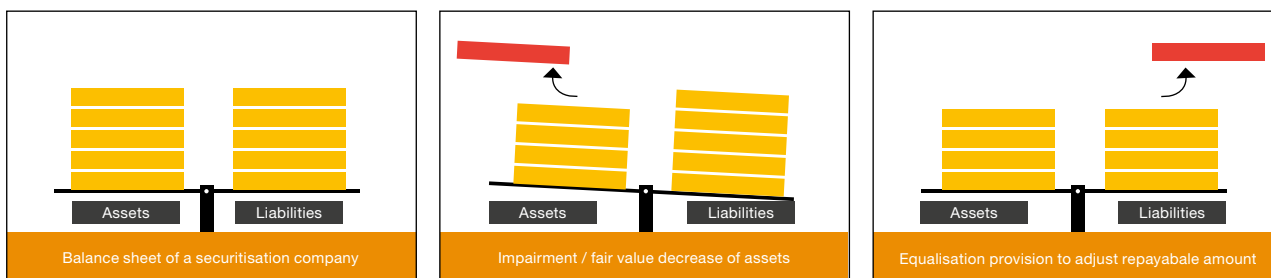 Assets
Liabilities
Balance sheet of a securitisation company
Assets
Liabilities
Impairment / fair value decrease of assets
Assets
Liabilities
Equalisation provision to adjust repayabale amount